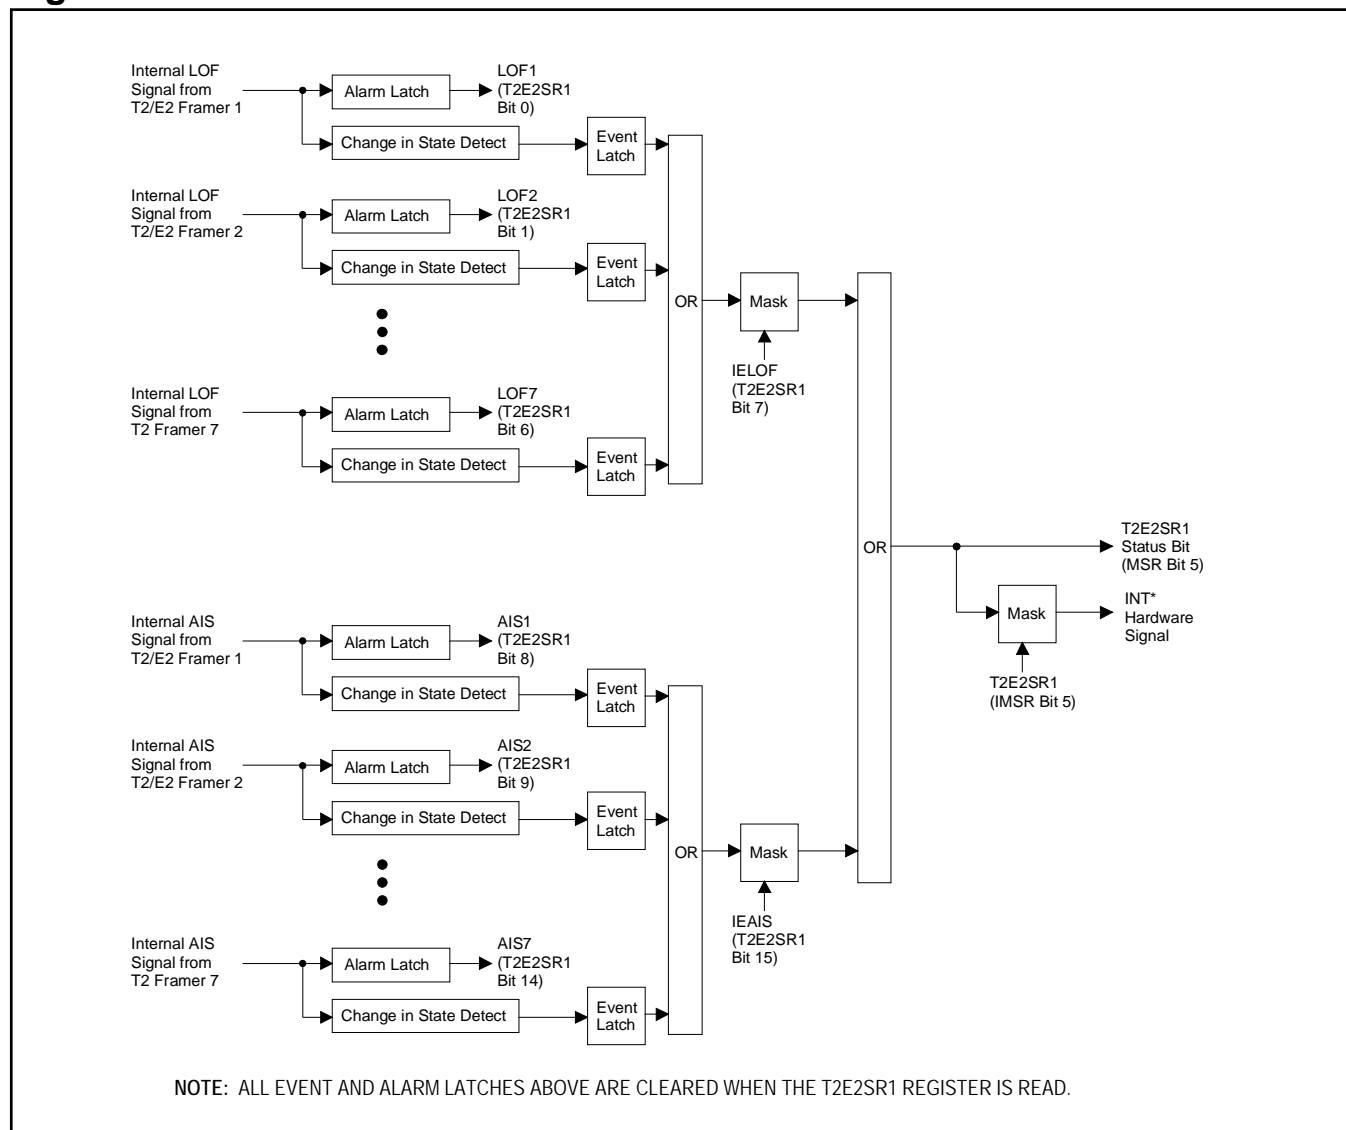 Internal LOF
Signal from
T2/E2 Framer 1
Alarm Latch
LOF1
(T2E2SR1
Bit 0)
Change in State Detect
Event
Latch
Internal LOF
Signal from
T2/E2 Framer 2
Alarm Latch
LOF2
(T2E2SR1
Bit 1)
Change in State Detect
Event
Latch
OR
Mask
IELOF
(T2E2SR1
Bit 7)
Internal LOF
Signal from
T2 Framer 7
Alarm Latch
LOF7
(T2E2SR1
Bit 6)
Change in State Detect
Event
Latch
OR
T2E2SR1
Status Bit
(MSR Bit 5)
Mask
INT*
Hardware
Signal
T2E2SR1
(IMSR Bit 5)
Internal AIS
Signal from
T2/E2 Framer 1
Alarm Latch
AIS1
(T2E2SR1
Bit 8)
Change in State Detect
Event
Latch
Internal AIS
Signal from
T2/E2 Framer 2
Alarm Latch
AIS2
(T2E2SR1
Bit 9)
Change in State Detect
Event
Latch
OR
Mask
IEAIS
(T2E2SR1
Bit 15)
Internal AIS
Signal from
T2 Framer 7
Alarm Latch
AIS7
(T2E2SR1
Bit 14)
Change in State Detect
Event
Latch
NOTE: ALL EVENT AND ALARM LATCHES ABOVE ARE CLEARED WHEN THE T2E2SR1 REGISTER IS READ.